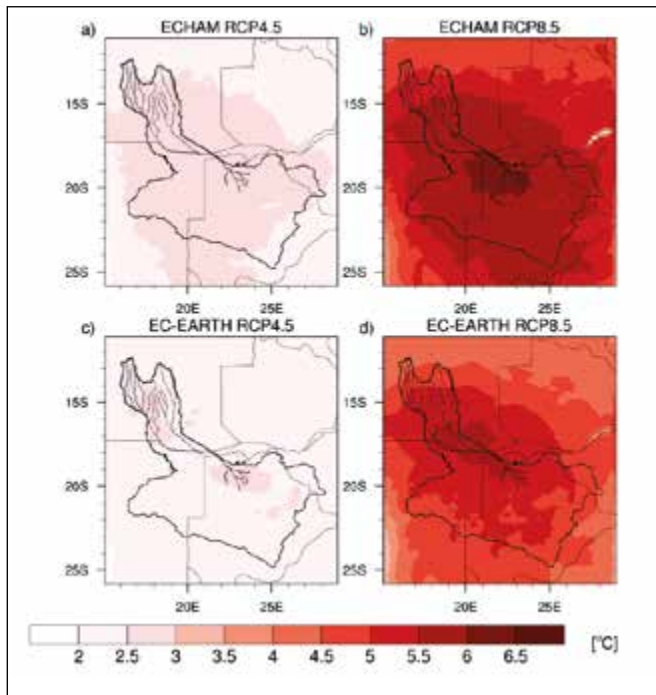 a) ECHAM RCP4.5
b) ECHAM RCP8.5
15S
20S
25S
20E 25E
15S
20S
25S
20E 25E
c) EC-EARTH RCP4.5
d) EC-EARTH RCP8.5
15S
20S
25S
20E 25E
15S
20S
25S
20E 25E
2 2.5 3 3.5 4 4.5 5 5.5 6 6.5 [°C]